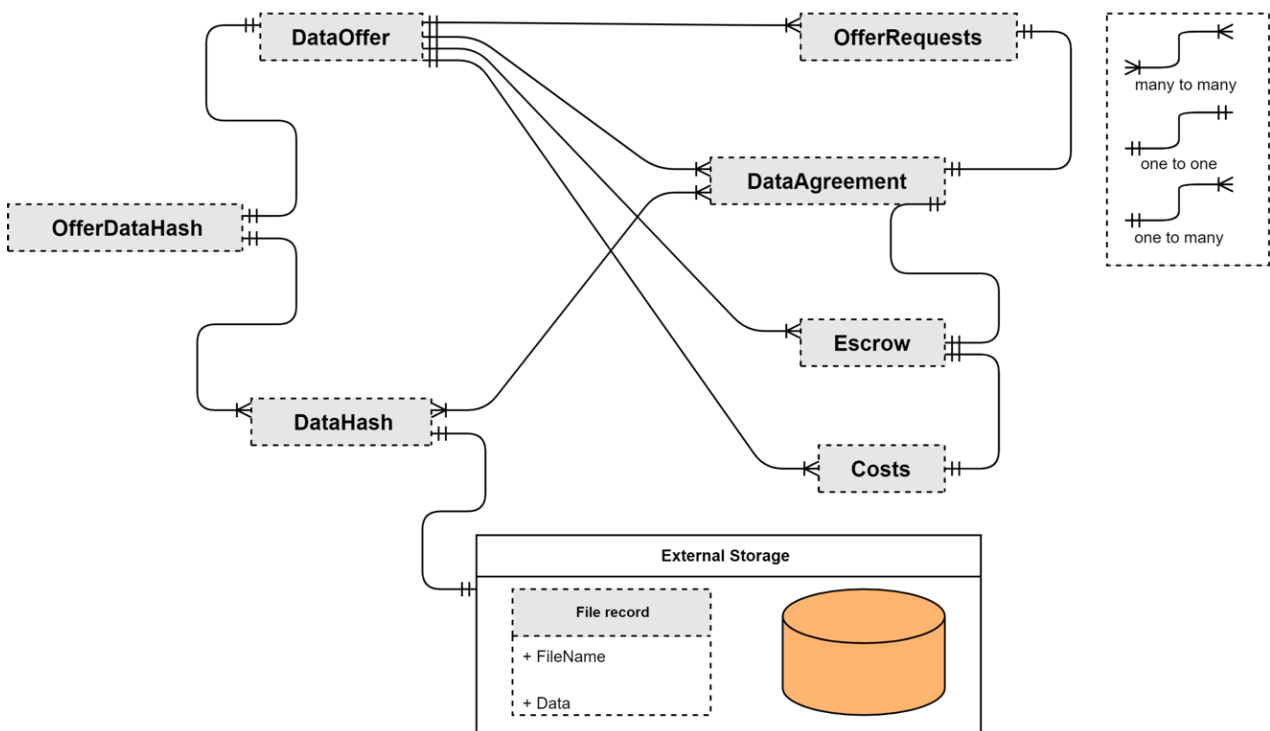 DataOffer
OfferRequests
many to many
one to one
one to many
DataAgreement
OfferDataHash
Escrow
DataHash
Costs
External Storage
File record
+ FileName
+ Data